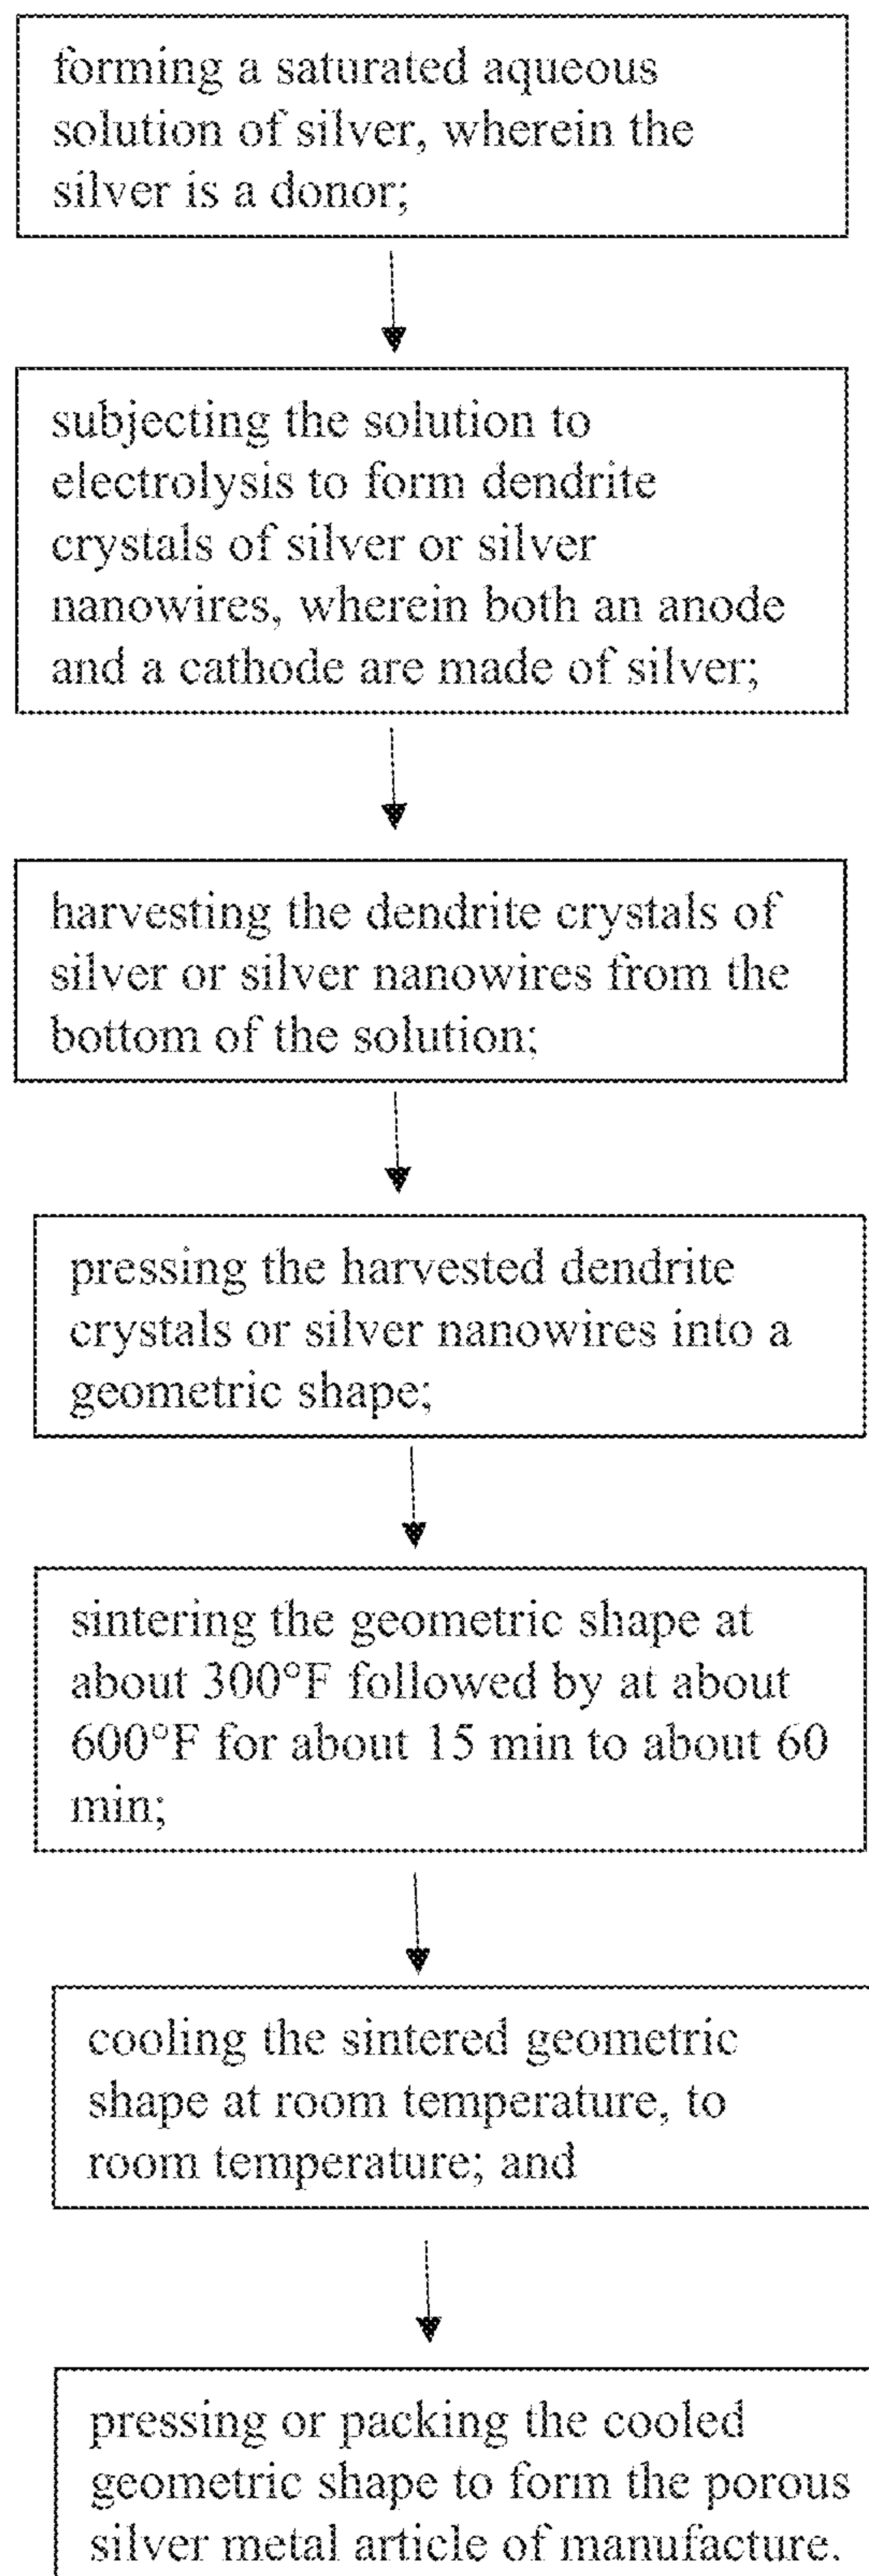 forming a saturated aqueous
solution of silver, wherein the
silver is a donor;
subjecting the solution to
electrolysis to form dendrite
crystals of silver or silver
nanowires, wherein both an anode
and a cathode are made of silver;
harvesting the dendrite crystals of
silver or silver nanowires from the
bottom of the solution;
pressing the harvested dendrite
crystals or silver nanowires into a
geometric shape;
sintering the geometric shape at
about 300°F followed by at about
600°F for about 15 min to about 60
min;
cooling the sintered geometric
shape at room temperature, to
room temperature; and
pressing or packing the cooled
geometric shape to form the porous
silver metal article of manufacture.